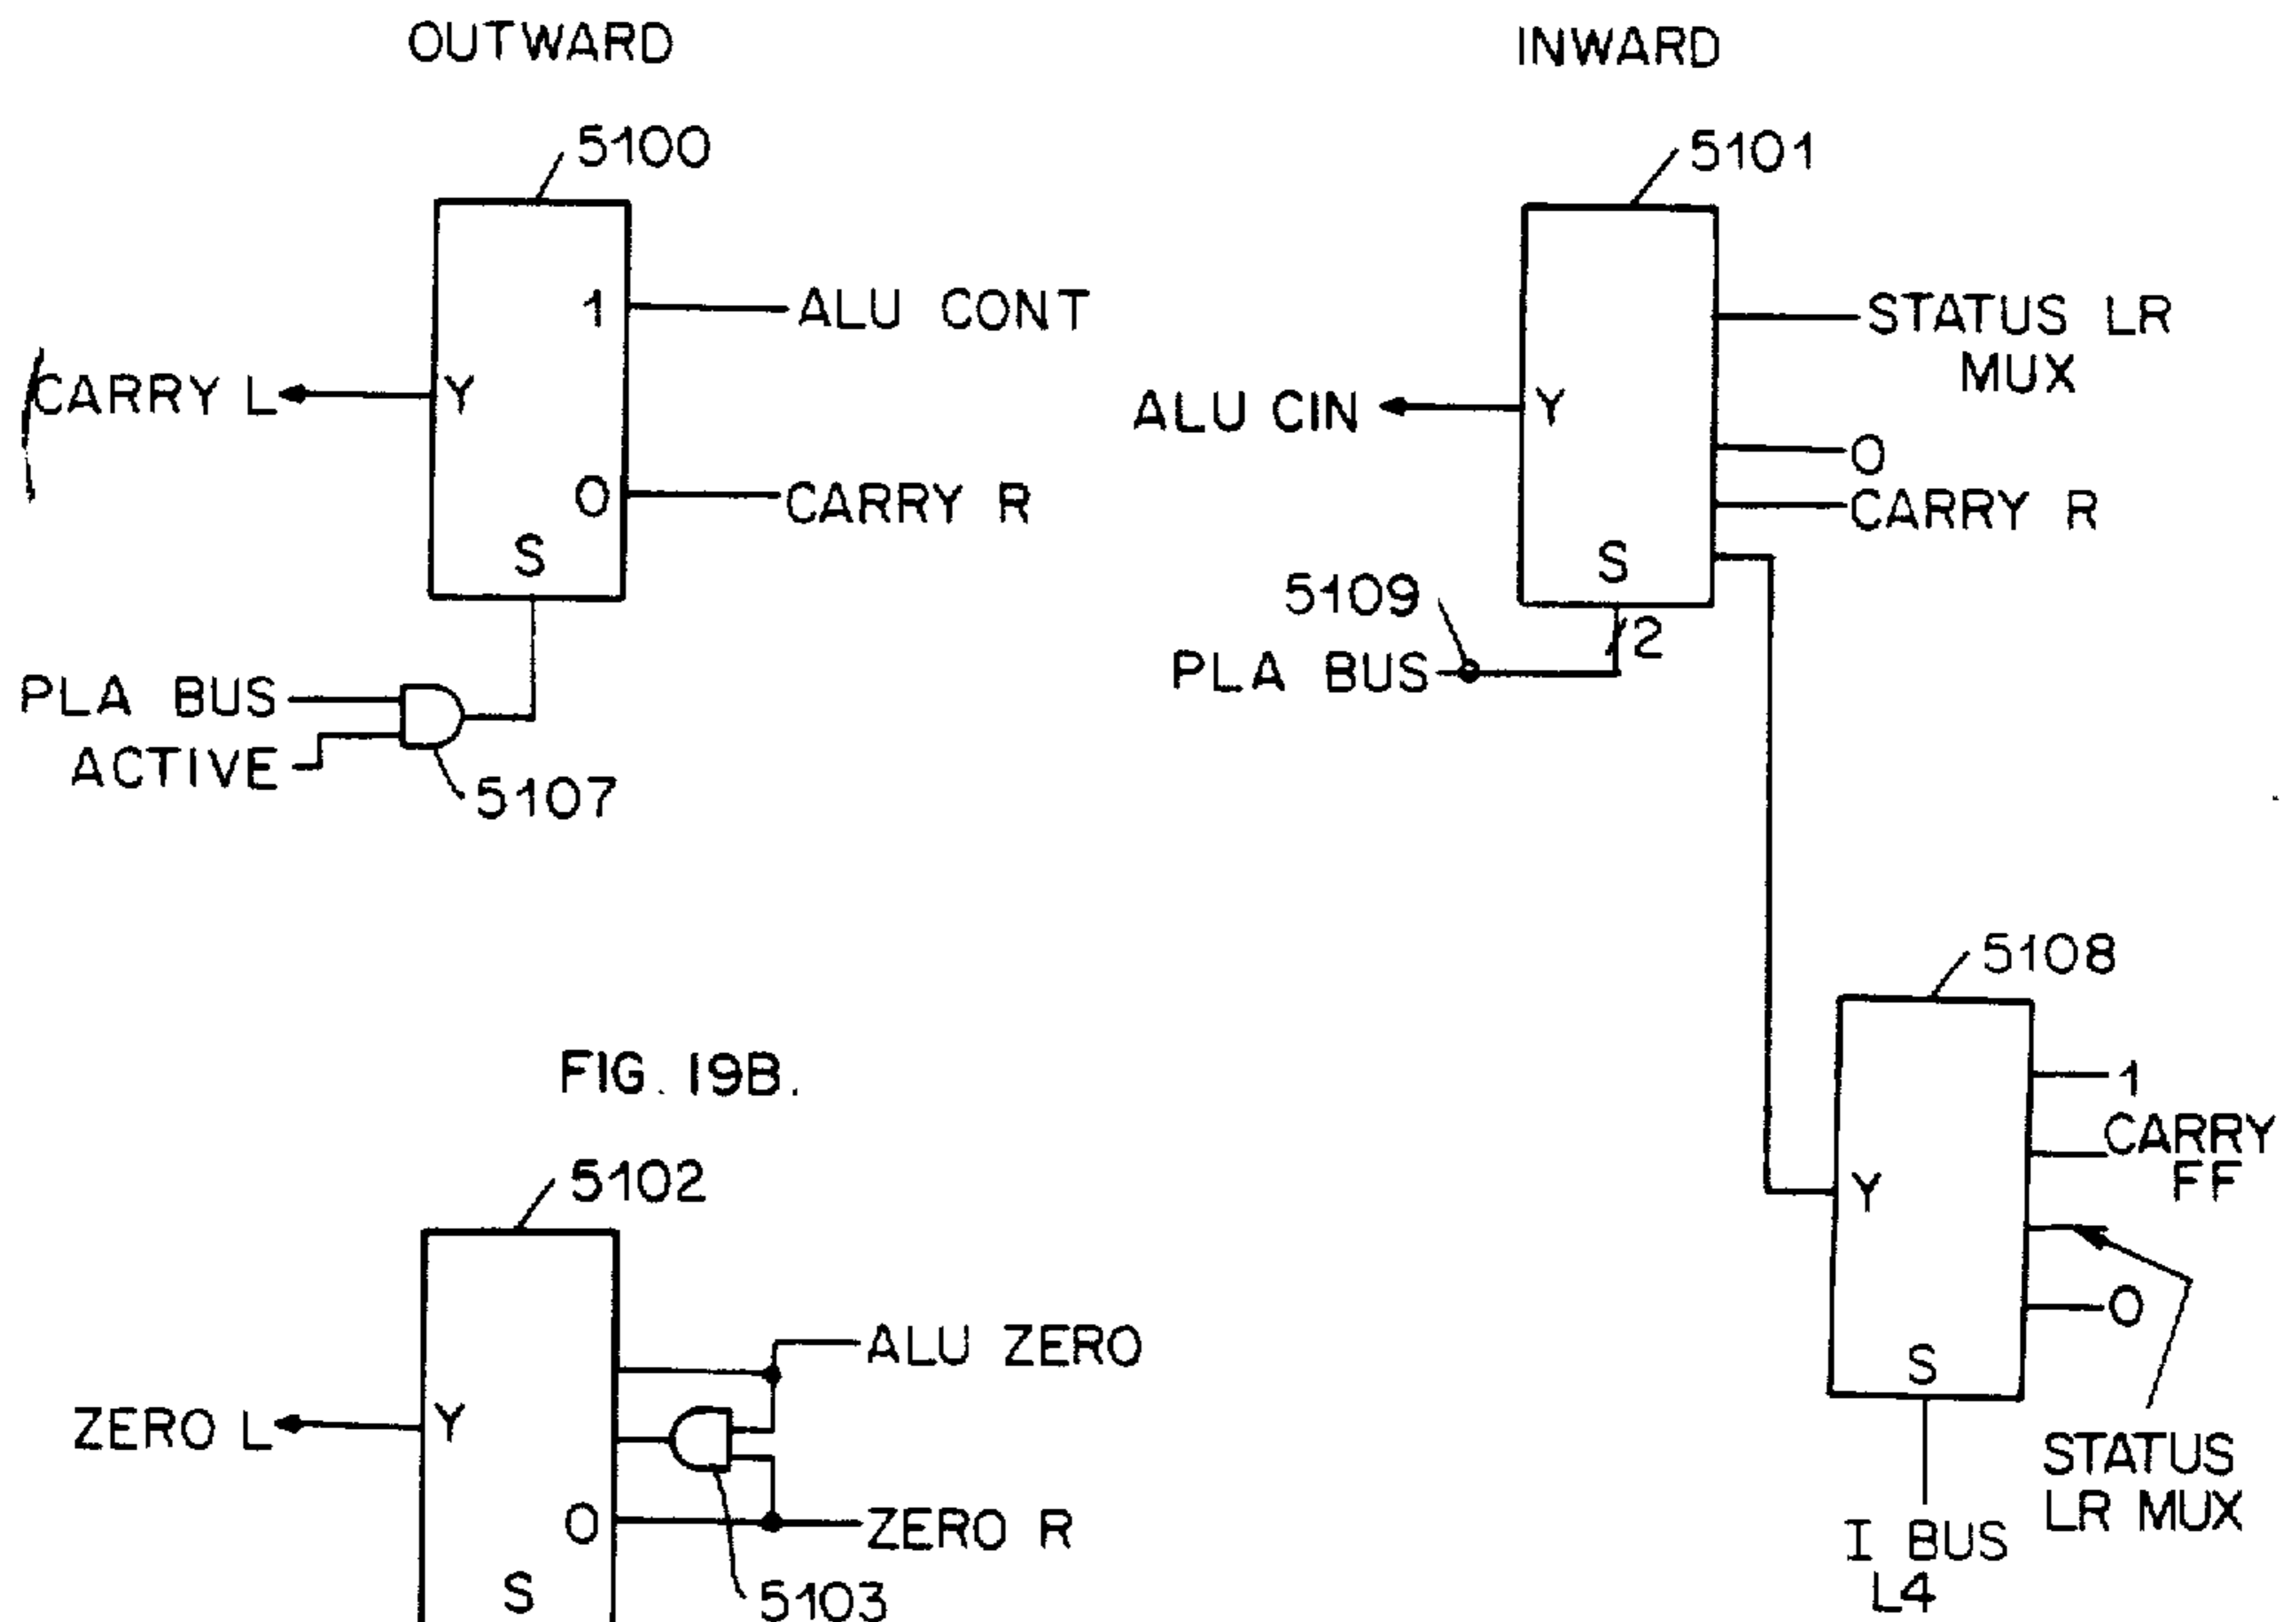 OUTWARD
INWARD
5100
5101
1
ALU CONT
CARRY L
Y
0
CARRY R
S
PLA BUS
ACTIVE
5107
STATUS LR
MUX
ALU CIN
Y
0
CARRY R
S
5109
2
PLA BUS
5108
1
CARRY
FF
Y
0
S
STATUS
LR MUX
I BUS
L4
FIG. 19B.
5102
ALU ZERO
ZERO L
Y
0
ZERO R
S
5103